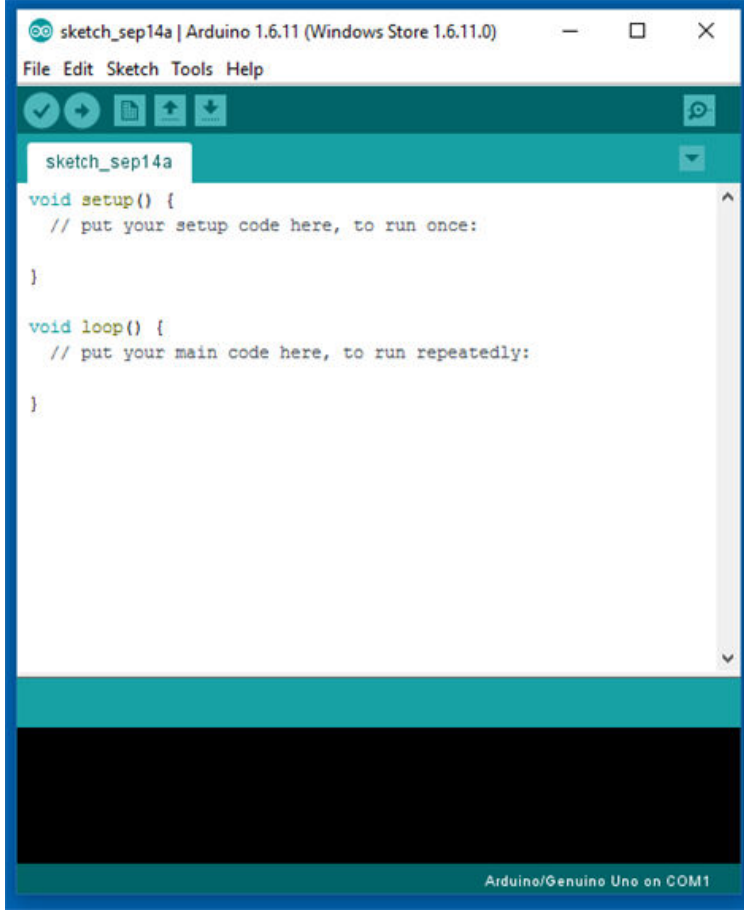 sketch_sep14a | Arduino 1.6.11 (Windows Store 1.6.11.0)
File Edit Sketch Tools Help
sketch_sep14a
void setup() {
  // put your setup code here, to run once:
}
void loop() {
  // put your main code here, to run repeatedly:
}
Arduino/Genuino Uno on COM1